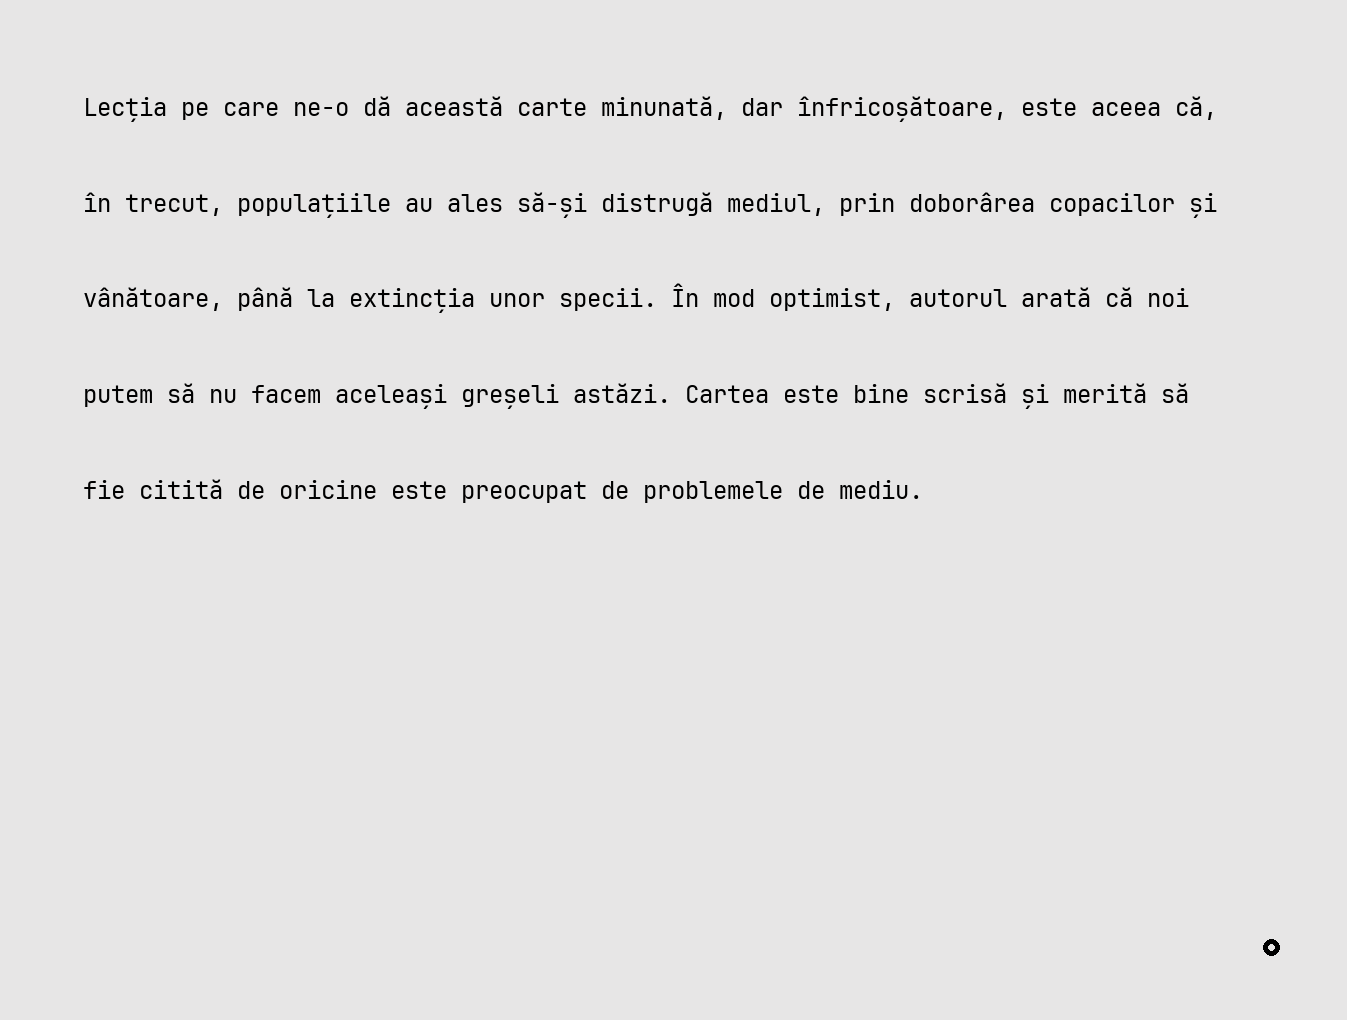 Lecția pe care ne-o dă această carte minunată, dar înfricoșătoare, este aceea că,
în trecut, populațiile au ales să-și distrugă mediul, prin doborârea copacilor și
vânătoare, până la extincția unor specii. În mod optimist, autorul arată că noi
putem să nu facem aceleași greșeli astăzi. Cartea este bine scrisă și merită să
fie citită de oricine este preocupat de problemele de mediu.